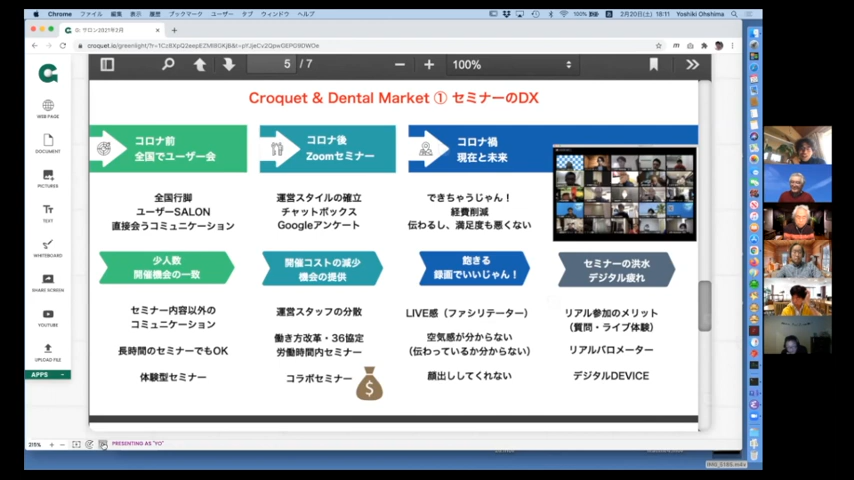 Chrome ファイル 編集 表示 履歴 ブックマーク ユーザー タブ ウィンドウ ヘルプ
100% 2月20日(土) 18:11 Yoshiki Ohshima
サロン2021年2月
5 / 7
100%
WEB PAGE
DOCUMENT
PICTURES
TEXT
WHITEBOARD
SHARE SCREEN
YOUTUBE
UPLOAD FILE
APPS
Croquet & Dental Market ① セミナーのDX
コロナ前
全国でユーザー会
コロナ後
Zoomセミナー
コロナ禍
現在と未来
全国行脚
ユーザーSALON
直接会うコミュニケーション
運営スタイルの確立
チャットボックス
Googleアンケート
できちゃうじゃん！
経費削減
伝わるし、満足度も悪くない
少人数
開催機会の一数
開催コストの減少
機会の提供
飽きる
録画でいいじゃん！
セミナーの洪水
デジタル疲れ
セミナー内容以外の
コミュニケーション
長時間のセミナーでもOK
体験型セミナー
運営スタッフの分散
働き方改革・36協定
労働時間内セミナー
コラボセミナー
LIVE感（ファシリテーター）
空気感が分からない
（伝わっているか分からない）
顔出ししてくれない
リアル参加のメリット
（質問・ライブ体験）
リアルバロメーター
デジタルDEVICE
215%
PRESENTING AS "YO"